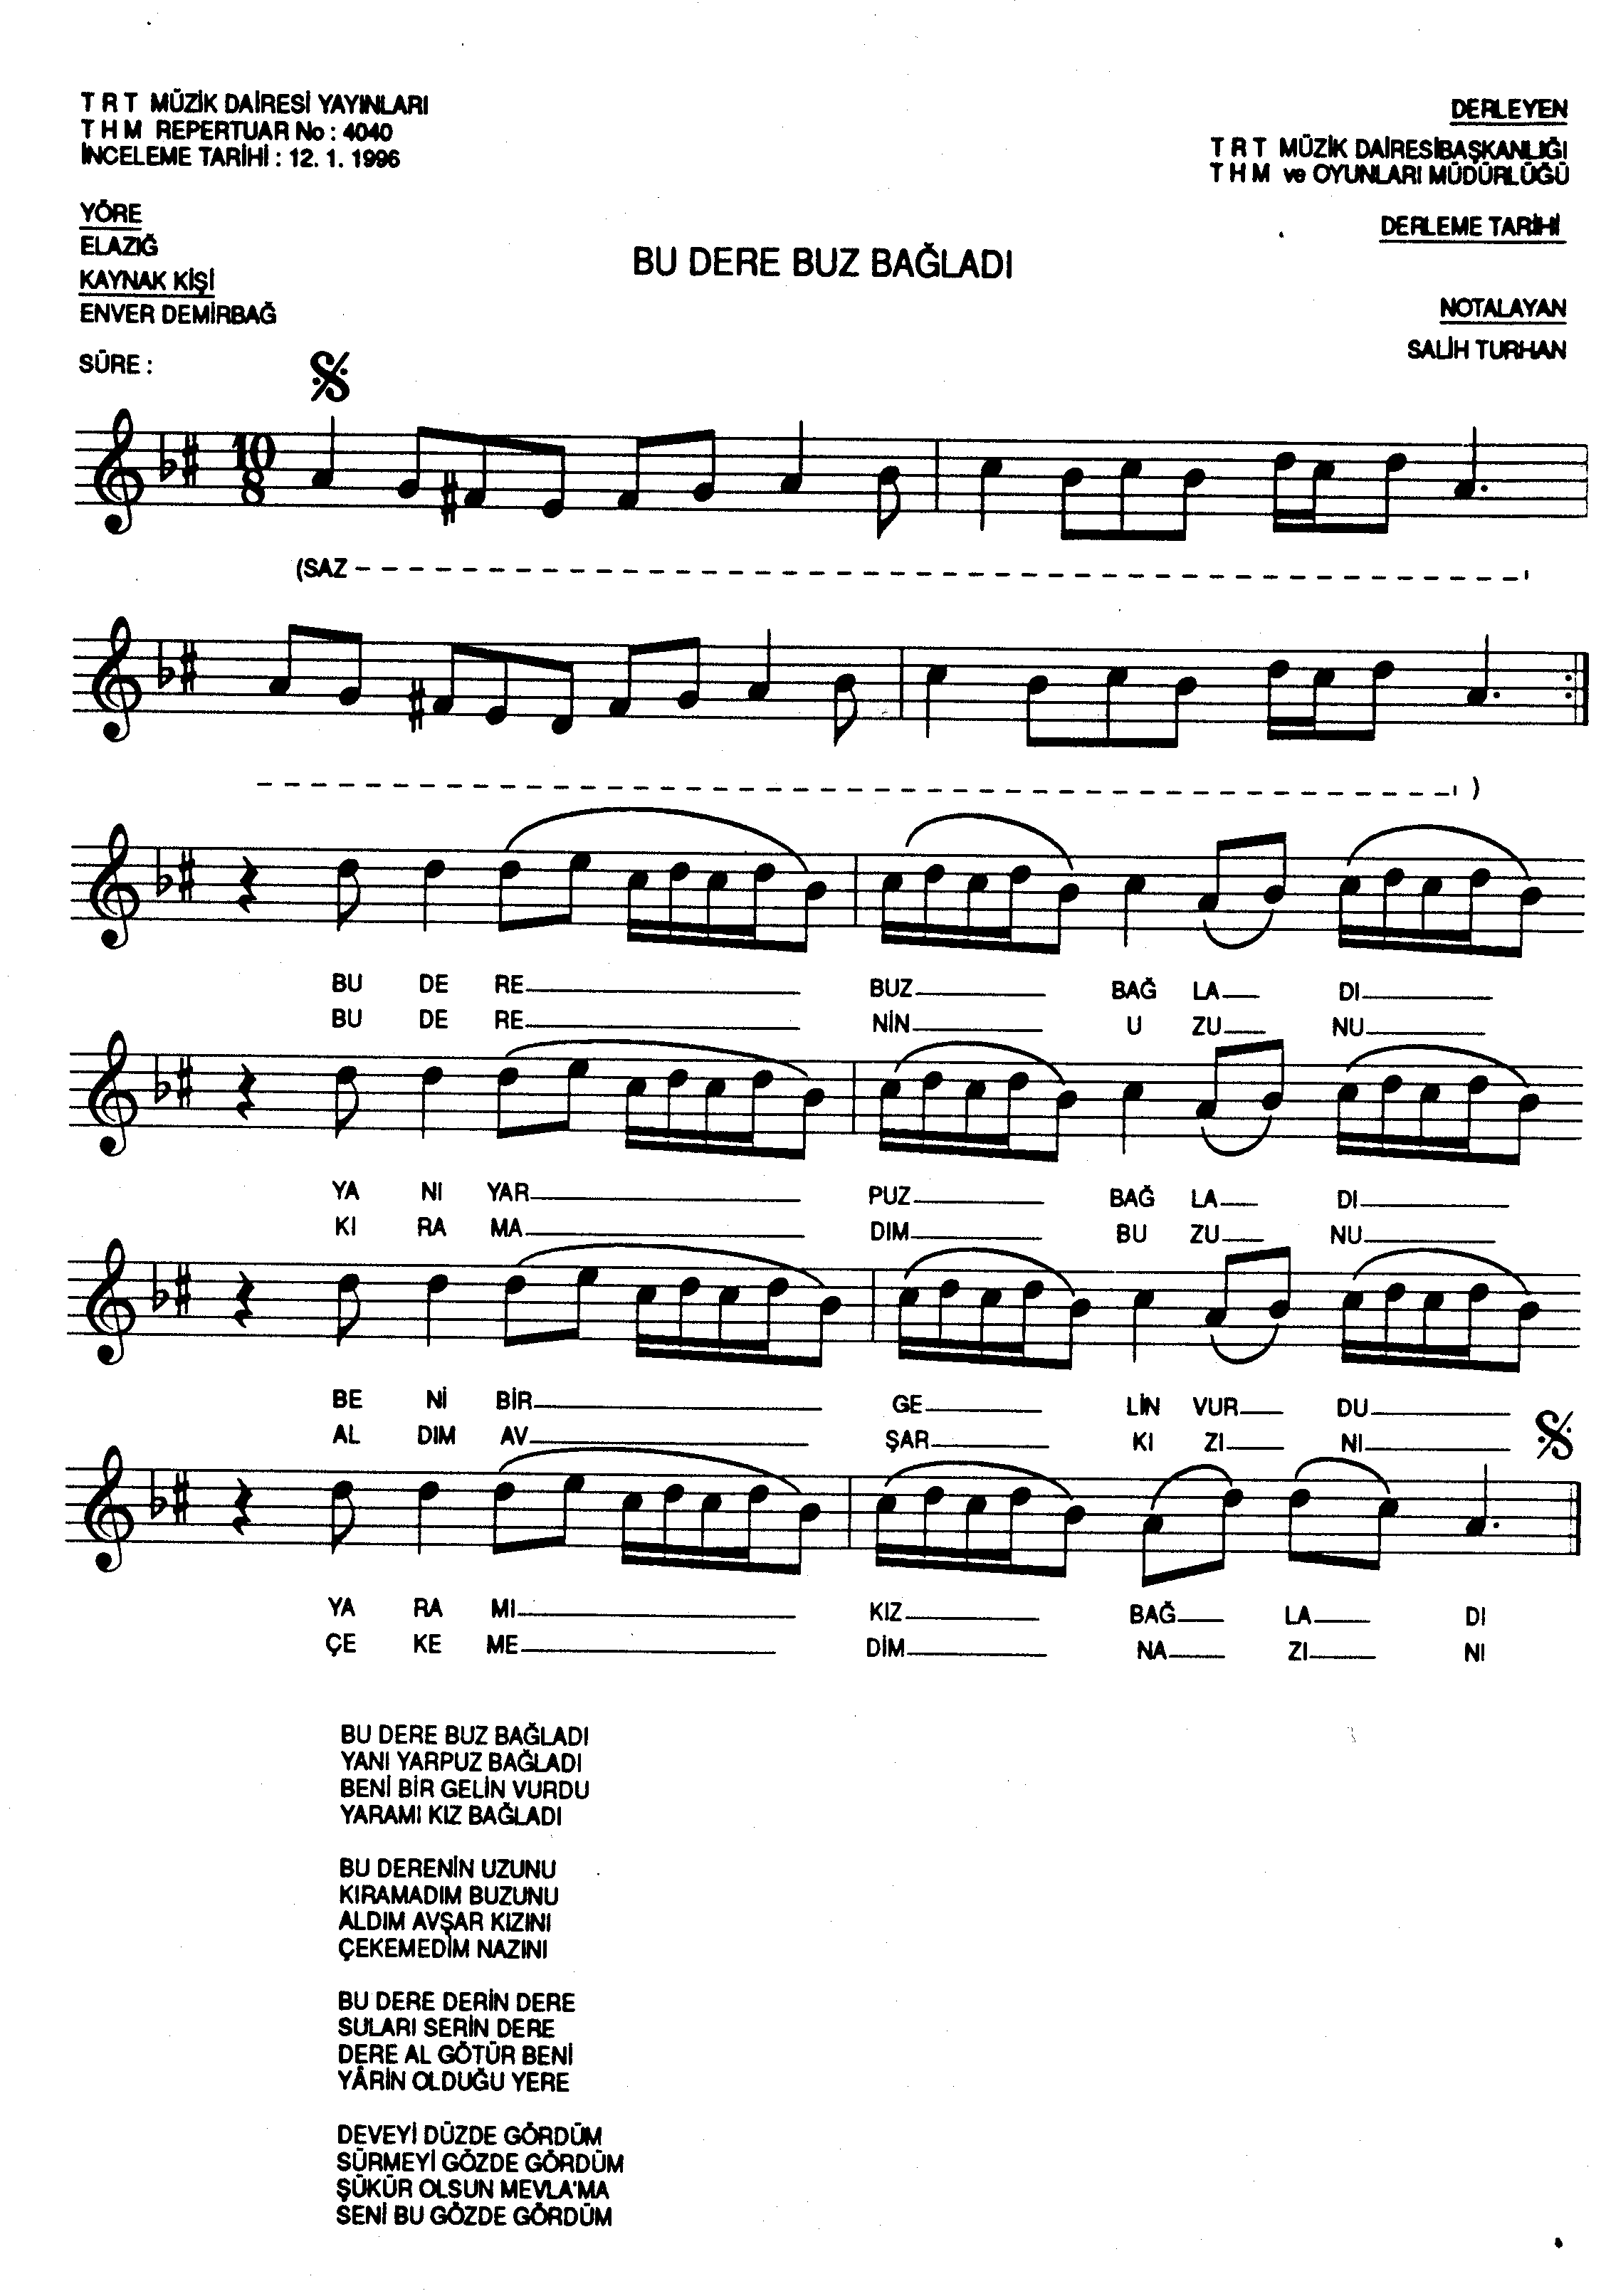 T R T MÜZİK DAİRESİ YAYINLARI
T H M REPERTUAR No : 4040
İNCELEME TARİHİ : 12. 1. 1996
DERLEYEN
T R T MÜZİK DAİRESİBAŞKANLIĞI
T H M ve OYUNLARI MÜDÜRLÜĞÜ
YÖRE
ELAZIĞ
KAYNAK KİŞİ
ENVER DEMİRBAĞ
DERLEME TARİHİ
BU DERE BUZ BAĞLADI
NOTALAYAN
SALİH TURHAN
SÜRE :
10
8
(SAZ
)
BU DE RE BUZ BAĞ LA DI
BU DE RE NİN U ZU NU
YA NI YAR PUZ BAĞ LA DI
KI RA MA DIM BU ZU NU
BE Nİ BİR GE LİN VUR DU
AL DIM AV ŞAR KI ZI NI
YA RA MI KIZ BAĞ LA DI
ÇE KE ME DİM NA ZI NI
BU DERE BUZ BAĞLADI
YANI YARPUZ BAĞLADI
BENİ BİR GELİN VURDU
YARAMI KIZ BAĞLADI
BU DERENİN UZUNU
KIRAMADIM BUZUNU
ALDIM AVŞAR KIZINI
ÇEKEMEDİM NAZINI
BU DERE DERİN DERE
SULARI SERİN DERE
DERE AL GÖTÜR BENİ
YÂRİN OLDUĞU YERE
DEVEYİ DÜZDE GÖRDÜM
SÜRMEYİ GÖZDE GÖRDÜM
ŞÜKÜR OLSUN MEVLA'MA
SENİ BU GÖZDE GÖRDÜM